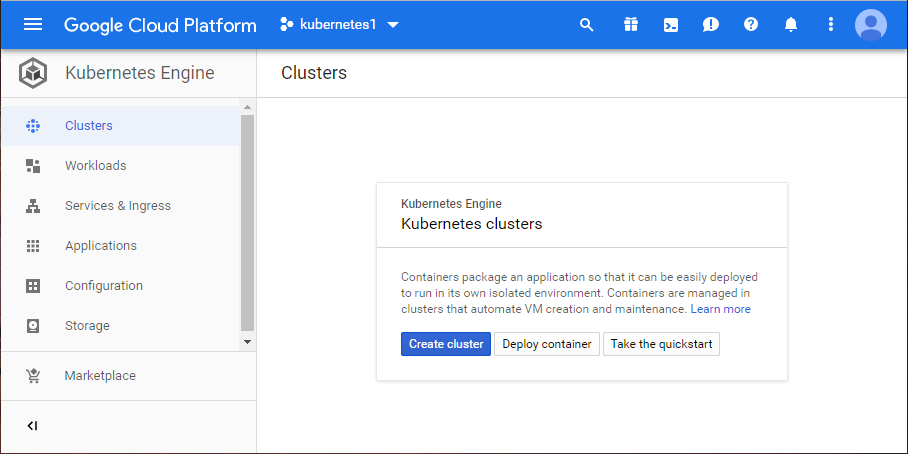 Google Cloud Platform
kubernetes1
Kubernetes Engine
Clusters
Clusters
Workloads
Services & Ingress
Applications
Configuration
Storage
Marketplace
Kubernetes Engine
Kubernetes clusters
Containers package an application so that it can be easily deployed
to run in its own isolated environment. Containers are managed in
clusters that automate VM creation and maintenance. Learn more
Create cluster
Deploy container
Take the quickstart